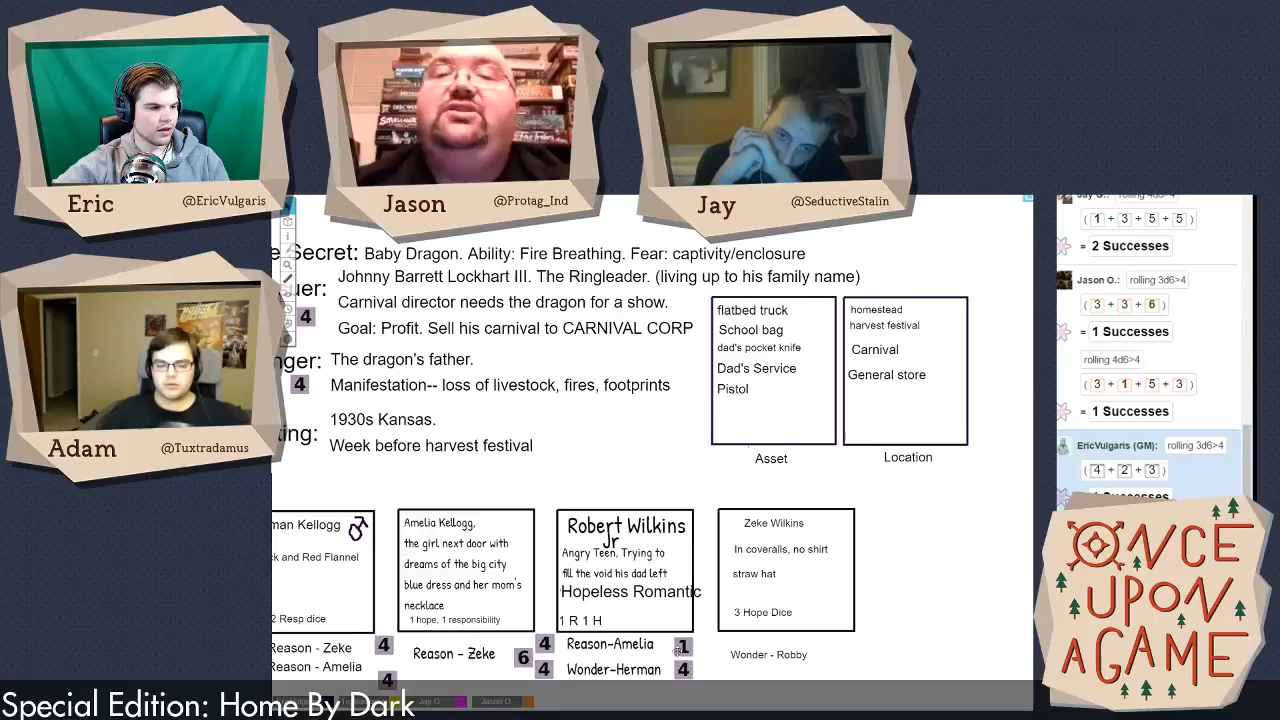 Eric @EricVulgaris
Jason @Protag_Ind
Jay @SeductiveStalin
Adam @Tuxtradamus
e Secret: Baby Dragon. Ability: Fire Breathing. Fear: captivity/enclosure
uer: Johnny Barrett Lockhart III. The Ringleader. (living up to his family name)
4 Carnival director needs the dragon for a show.
Goal: Profit. Sell his carnival to CARNIVAL CORP
nger: The dragon's father.
4 Manifestation-- loss of livestock, fires, footprints
1930s Kansas.
ting:
Week before harvest festival
flatbed truck
School bag
dad's pocket knife
Dad's Service
Pistol
Asset
homestead
harvest festival
Carnival
General store
Location
man Kellogg
ck and Red Flannel
2 Resp dice
Reason - Zeke 4
Reason - Amelia
4
Amelia Kellogg,
the girl next door with
dreams of the big city
blue dress and her mom's
necklace
1 hope, 1 responsibility
Reason - Zeke 6
Robert Wilkins
Jr
Angry Teen, Trying to
fill the void his dad left
Hopeless Romantic
1 R 1 H
4 Reason-Amelia 1
4 Wonder-Herman 4
Zeke Wilkins
In coveralls, no shirt
straw hat
3 Hope Dice
Wonder - Robby
Jay G.: rolling 4d6>4
(1+3+5+5)
= 2 Successes
Jason O.: rolling 3d6>4
(3+3+6)
= 1 Successes
rolling 4d6>4
(3+1+5+3)
= 1 Successes
EricVulgaris (GM): rolling 3d6>4
(4+2+3)
Jay G Jason O
ONCE
UPON
A GAME
Special Edition: Home By Dark